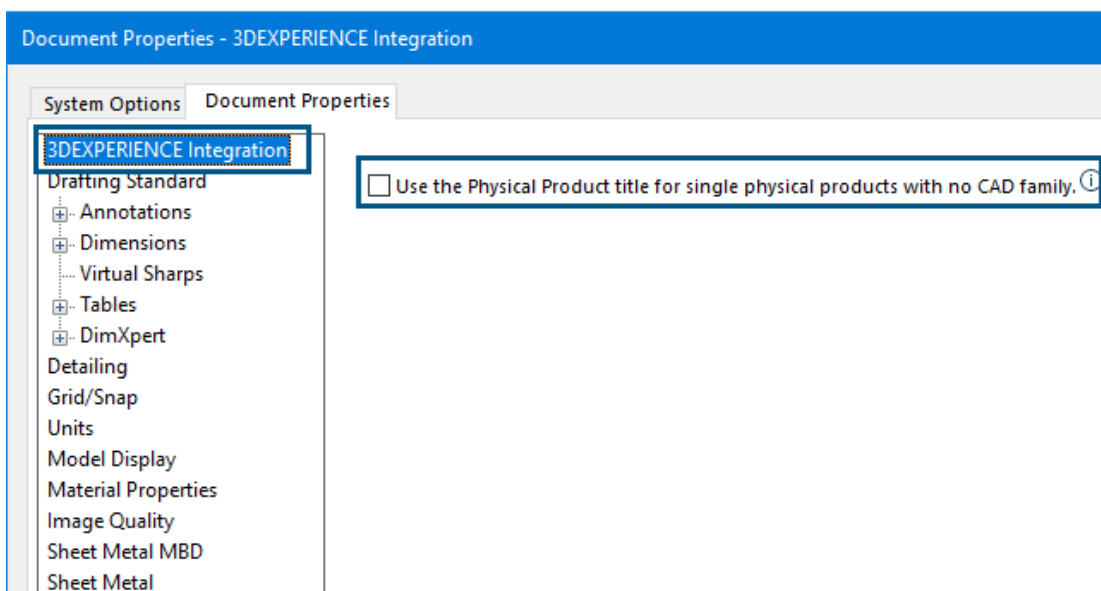 Document Properties - 3DEXPERIENCE Integration
System Options Document Properties
3DEXPERIENCE Integration
Use the Physical Product title for single physical products with no CAD family.
Drafting Standard
Annotations
Dimensions
Virtual Sharps
Tables
DimXpert
Detailing
Grid/Snap
Units
Model Display
Material Properties
Image Quality
Sheet Metal MBD
Sheet Metal